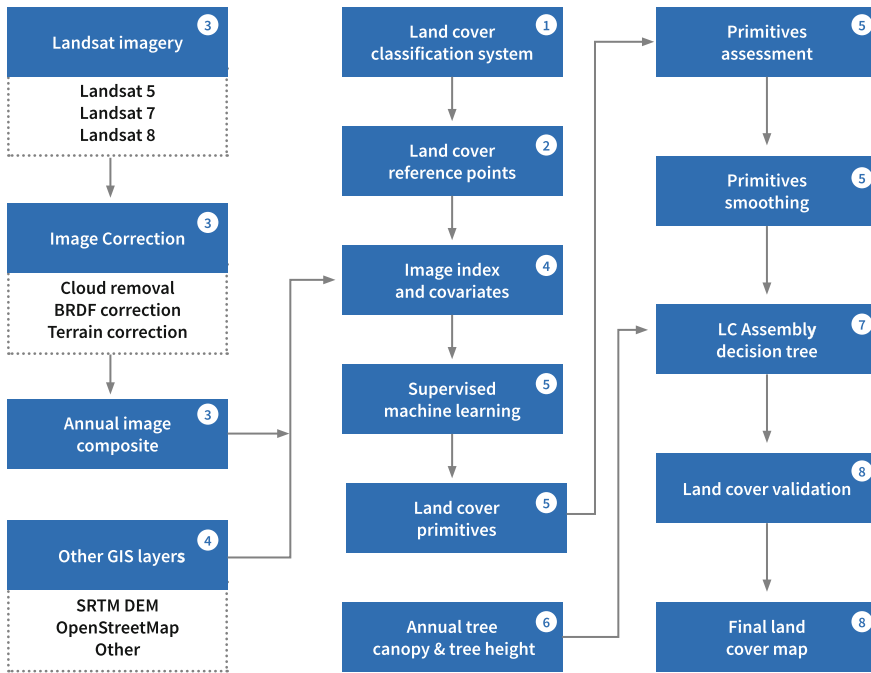 Landsat imagery
3
Landsat 5
Landsat 7
Landsat 8
Image Correction
3
Cloud removal
BRDF correction
Terrain correction
Annual image
composite
3
Other GIS layers
4
SRTM DEM
OpenStreetMap
Other
Land cover
classification system
1
Land cover
reference points
2
Image index
and covariates
4
Supervised
machine learning
5
Land cover
primitives
5
Annual tree
canopy & tree height
6
Primitives
assessment
5
Primitives
smoothing
5
LC Assembly
decision tree
7
Land cover validation
8
Final land
cover map
8